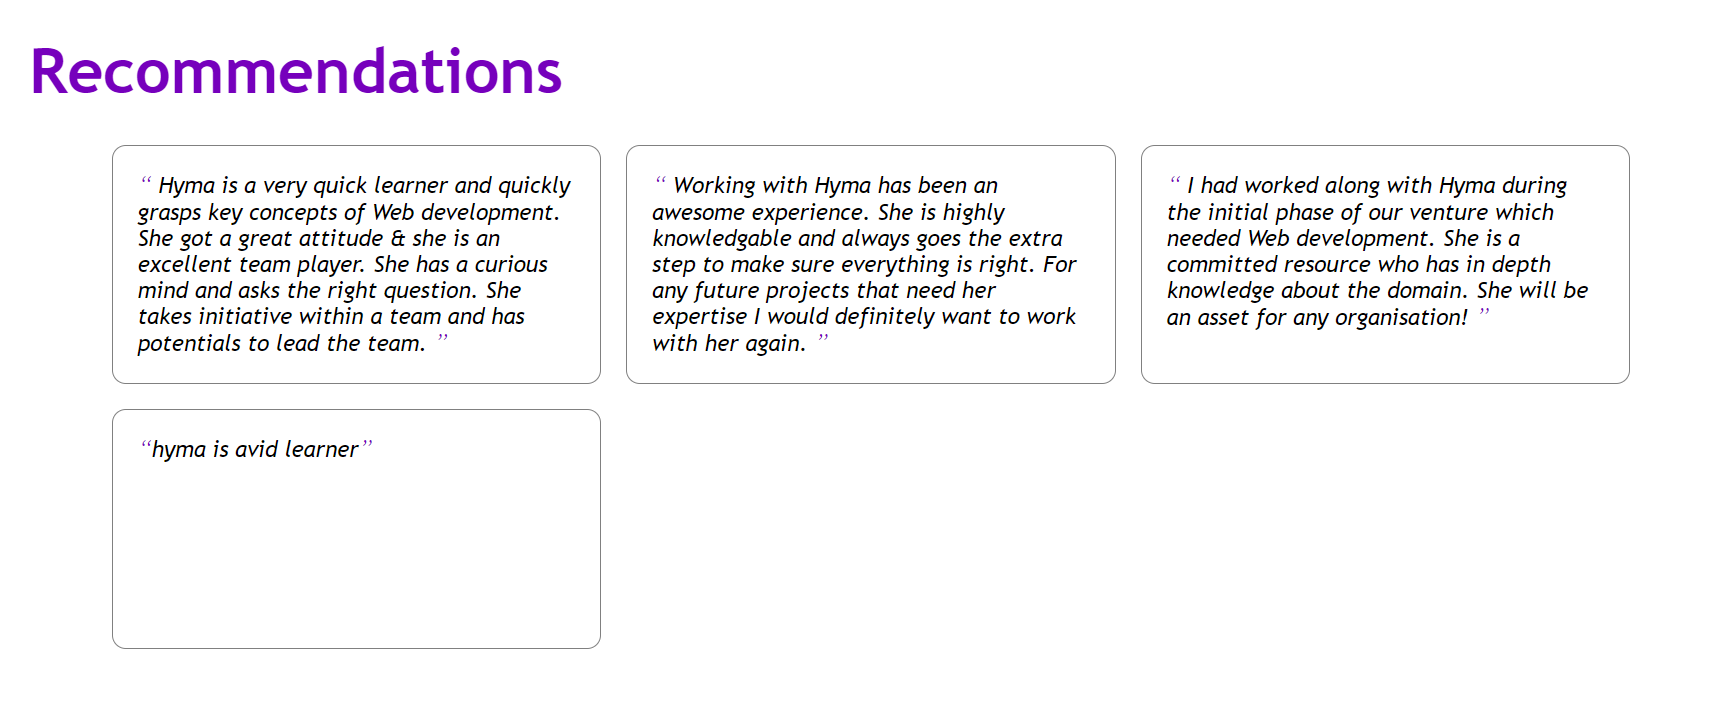 Recommendations
“ Hyma is a very quick learner and quickly
grasps key concepts of Web development.
She got a great attitude & she is an
excellent team player. She has a curious
mind and asks the right question. She
takes initiative within a team and has
potentials to lead the team. ”
“ Working with Hyma has been an
awesome experience. She is highly
knowledgable and always goes the extra
step to make sure everything is right. For
any future projects that need her
expertise I would definitely want to work
with her again. ”
“ I had worked along with Hyma during
the initial phase of our venture which
needed Web development. She is a
committed resource who has in depth
knowledge about the domain. She will be
an asset for any organisation! ”
“hyma is avid learner”